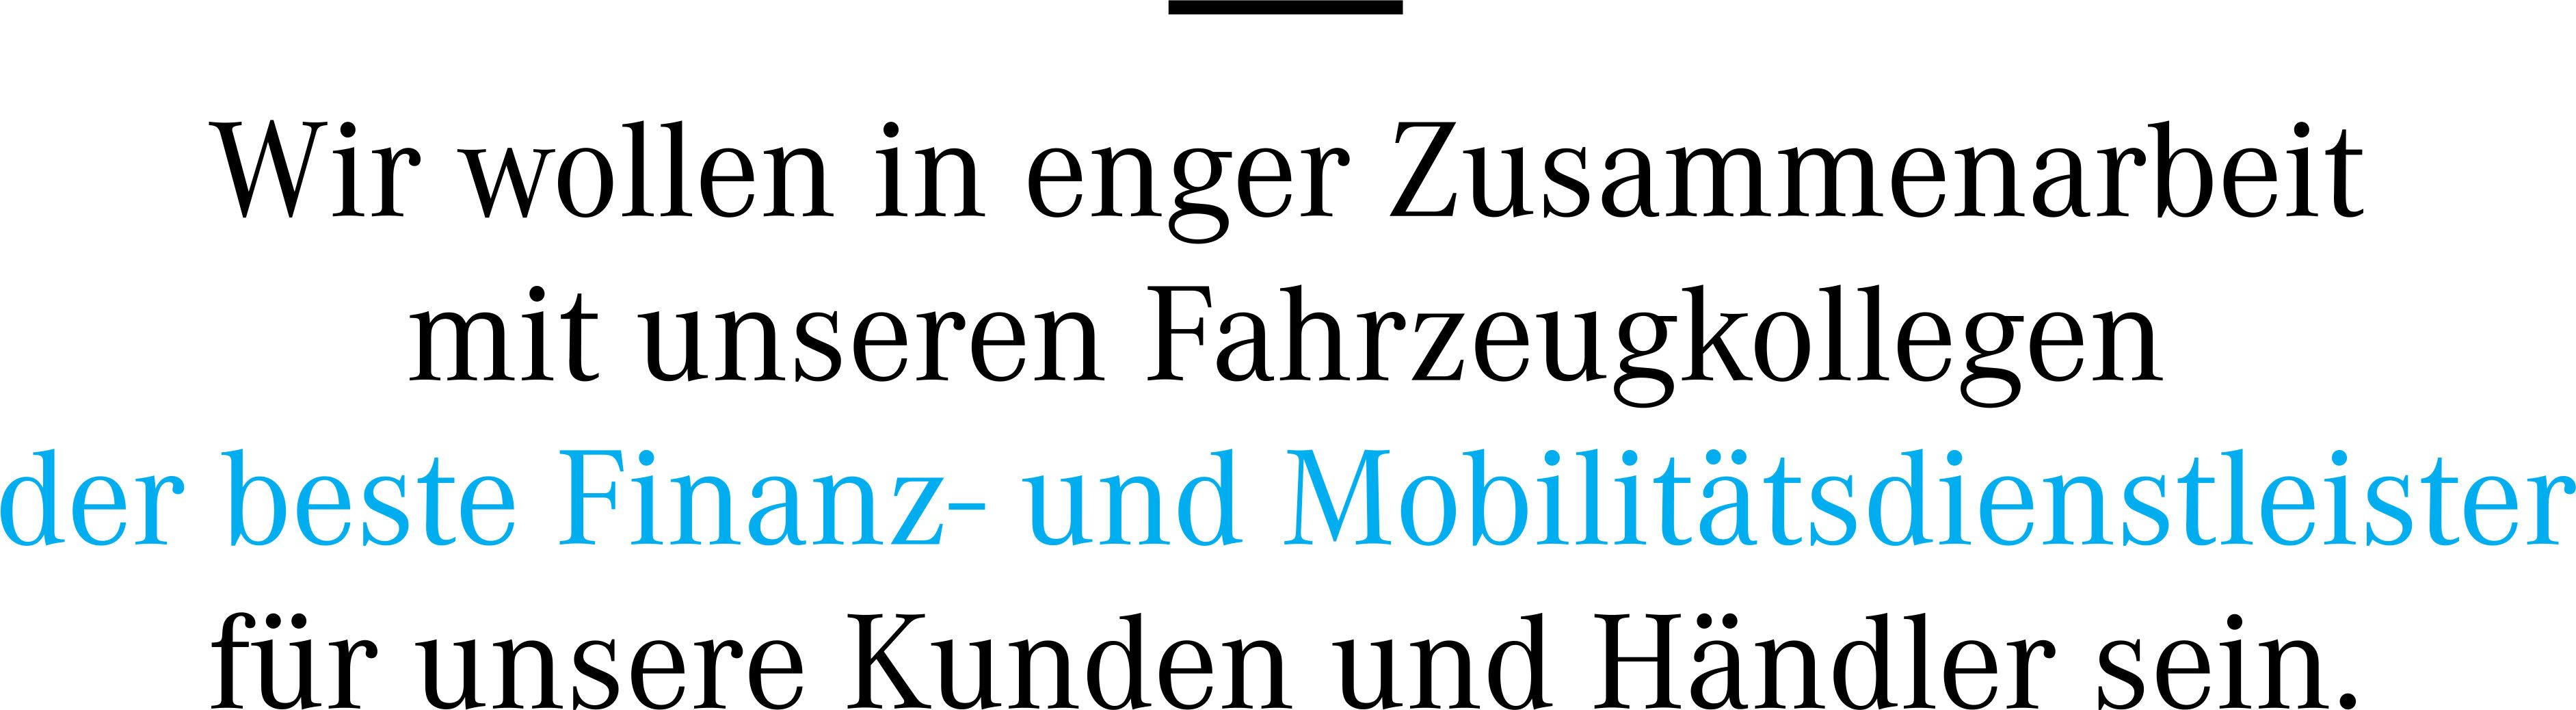 Wir wollen in enger Zusammenarbeit
mit unseren Fahrzeugkollegen
der beste Finanz- und Mobilitätsdienstleister
für unsere Kunden und Händler sein.